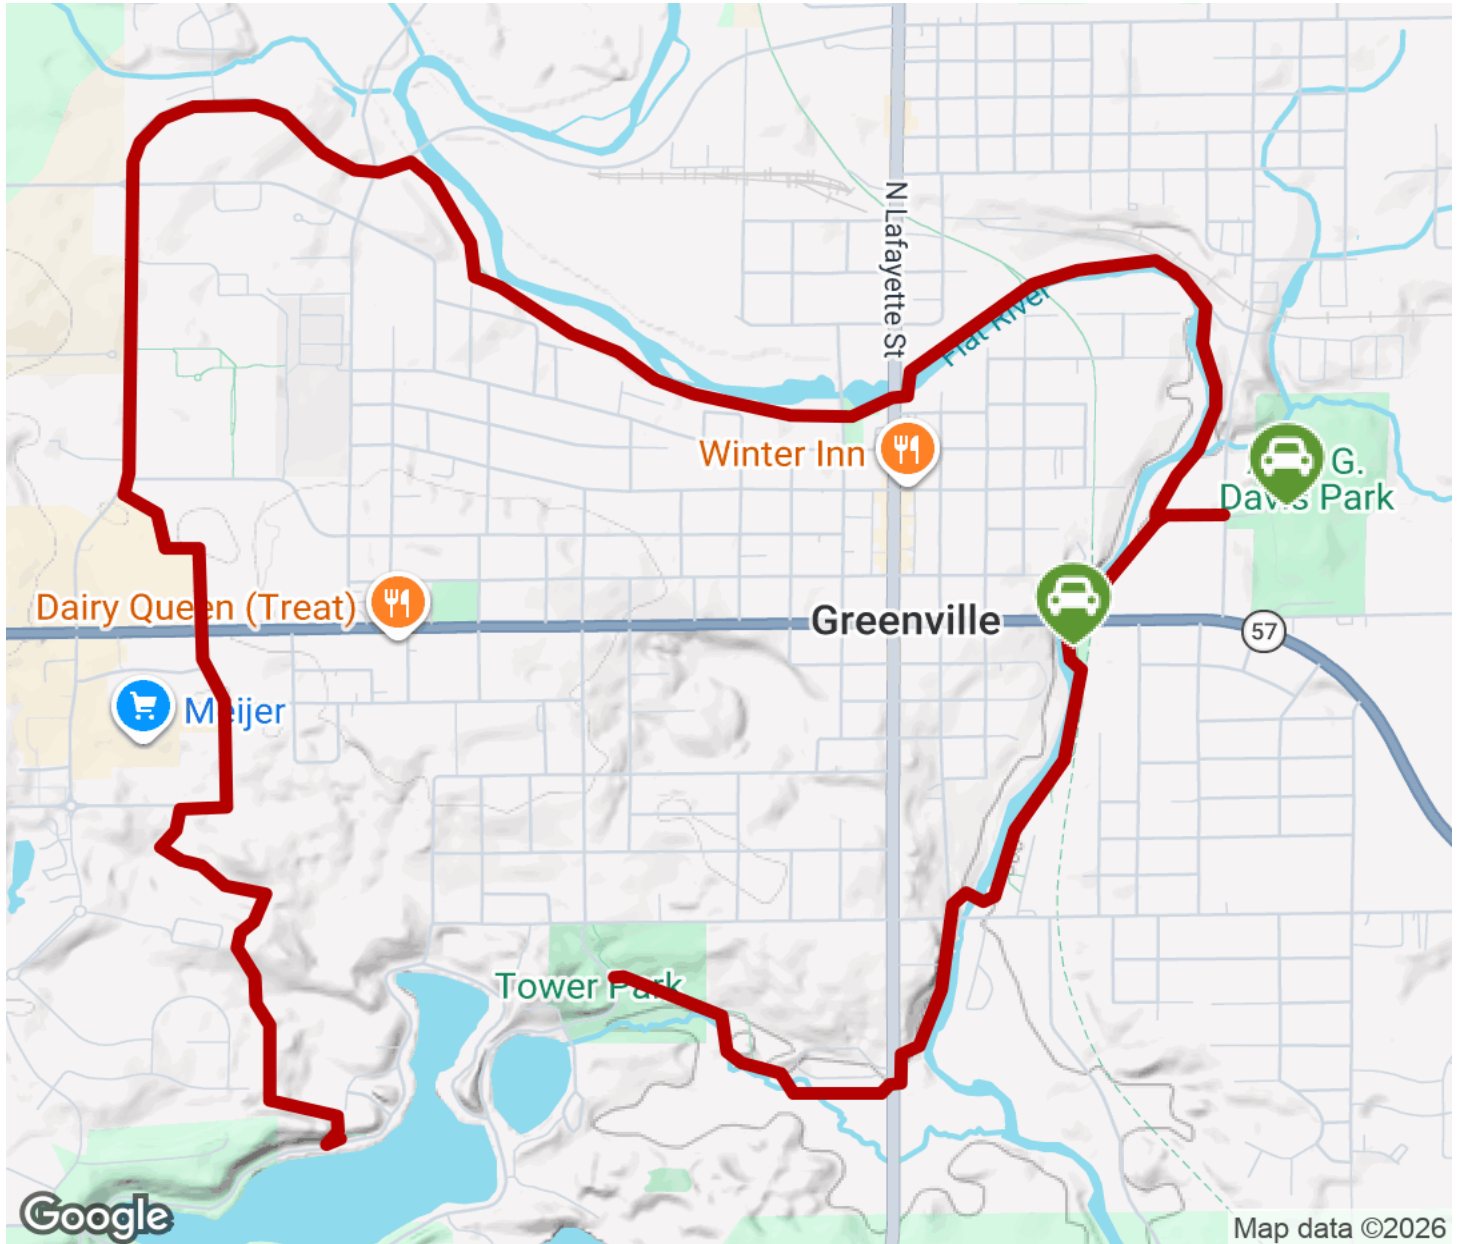 N Lafayette St
Flat River
Winter Inn
G.
Davis Park
Dairy Queen (Treat)
Greenville
57
Meijer
Tower Park
Google
Map data ©2026